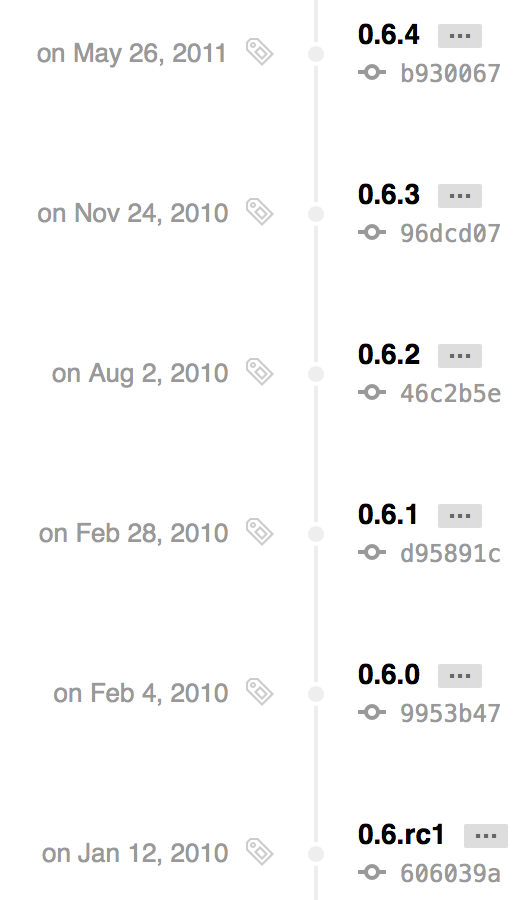 on May 26, 2011
0.6.4 ...
b930067
on Nov 24, 2010
0.6.3 ...
96dcd07
on Aug 2, 2010
0.6.2 ...
46c2b5e
on Feb 28, 2010
0.6.1 ...
d95891c
on Feb 4, 2010
0.6.0 ...
9953b47
on Jan 12, 2010
0.6.rc1 ...
606039a